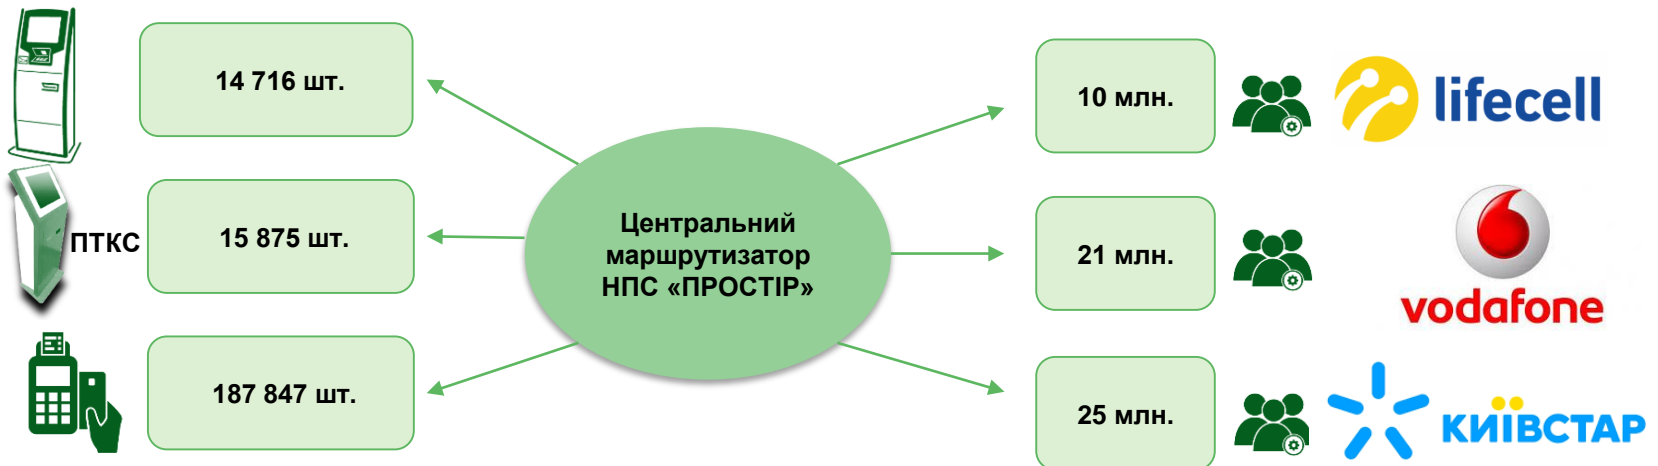 14 716 шт.
ПТКС
15 875 шт.
187 847 шт.
Центральний
маршрутизатор
НПС «ПРОСТІР»
10 млн.
lifecell
21 млн.
vodafone
25 млн.
КИЇВСТАР